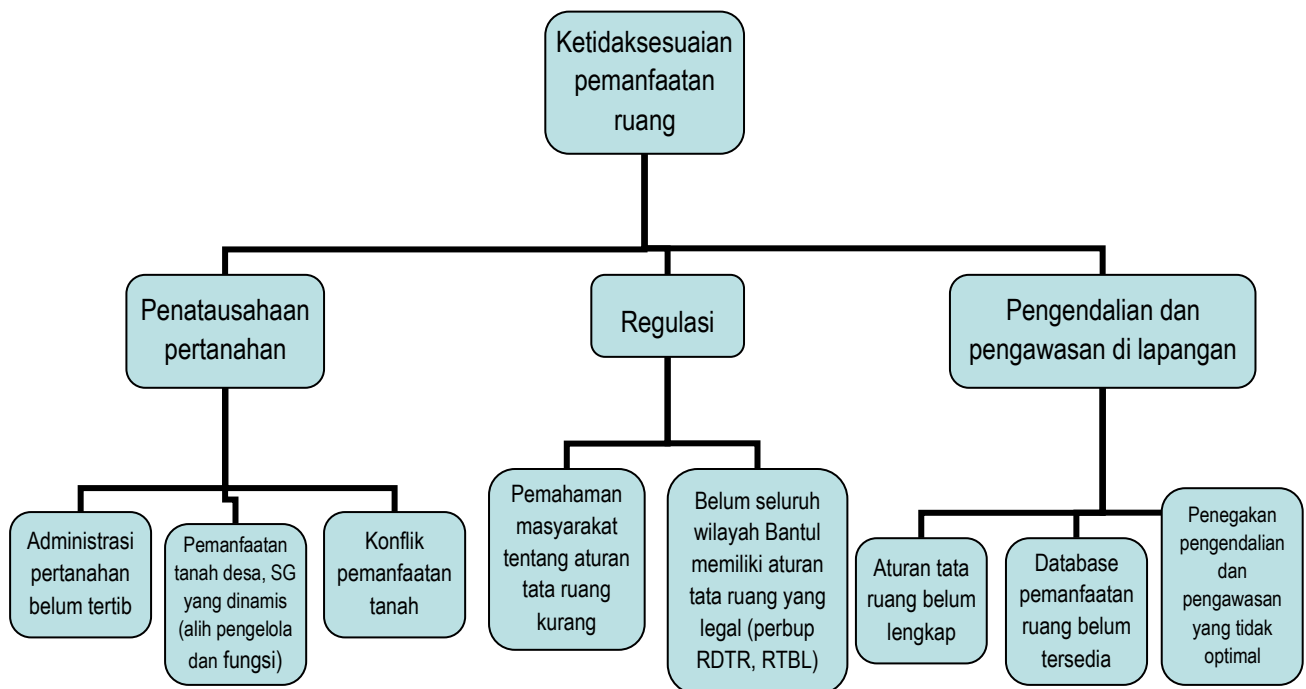 Ketidaksesuaian
pemanfaatan
ruang
Penatausahaan
pertanahan
Regulasi
Pengendalian dan
pengawasan di lapangan
Administrasi
pertanahan
belum tertib
Pemanfaatan
tanah desa, SG
yang dinamis
(alih pengelola
dan fungsi)
Konflik
pemanfaatan
tanah
Pemahaman
masyarakat
tentang aturan
tata ruang
kurang
Belum seluruh
wilayah Bantul
memiliki aturan
tata ruang yang
legal (perbup
RDTR, RTBL)
Aturan tata
ruang belum
lengkap
Database
pemanfaatan
ruang belum
tersedia
Penegakan
pengendalian
dan
pengawasan
yang tidak
optimal